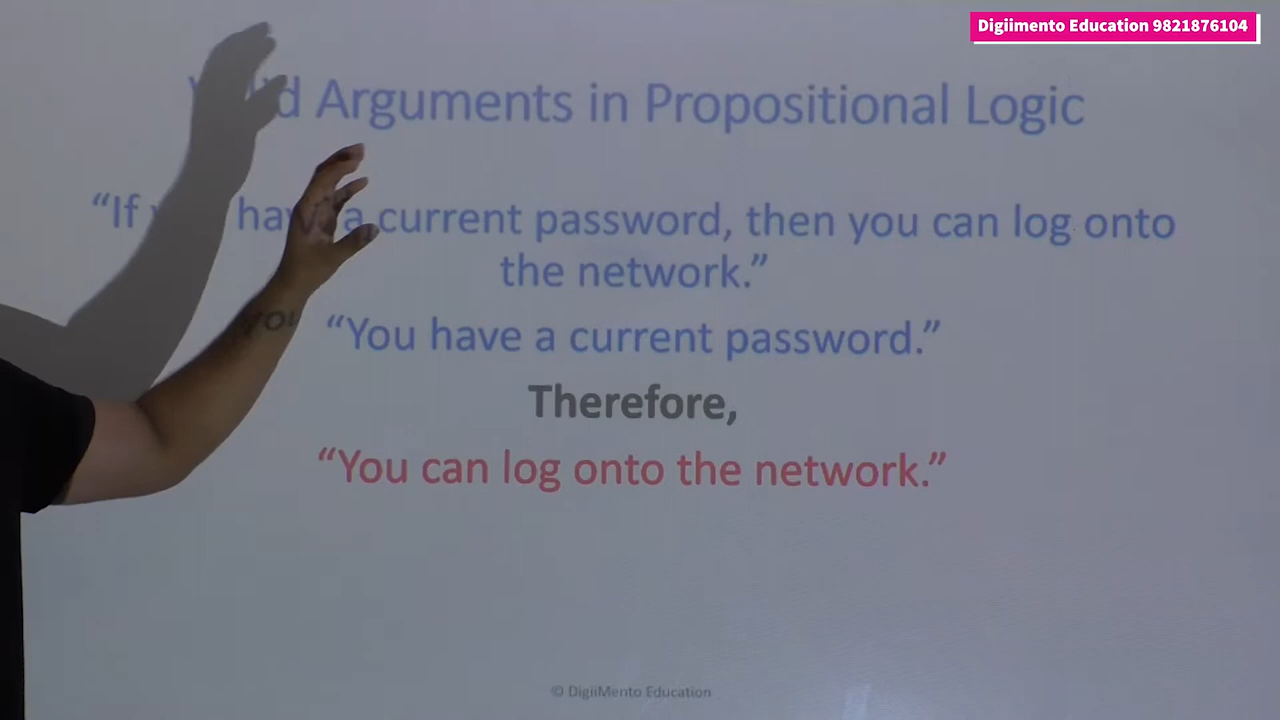 Digiimento Education 9821876104
Arguments in Propositional Logic
“If a current password, then you can log onto
the network.”
“You have a current password.”
Therefore,
“You can log onto the network.”
© DigiiMento Education